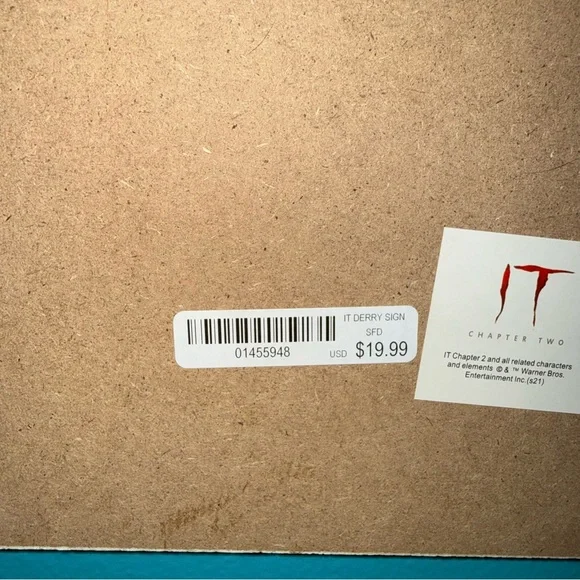 IT DERRY SIGN
SFD
01455948
USD $19.99
IT
CHAPTER TWO
IT Chapter 2 and all related characters
and elements © & ™ Warner Bros.
Entertainment Inc.(s21)